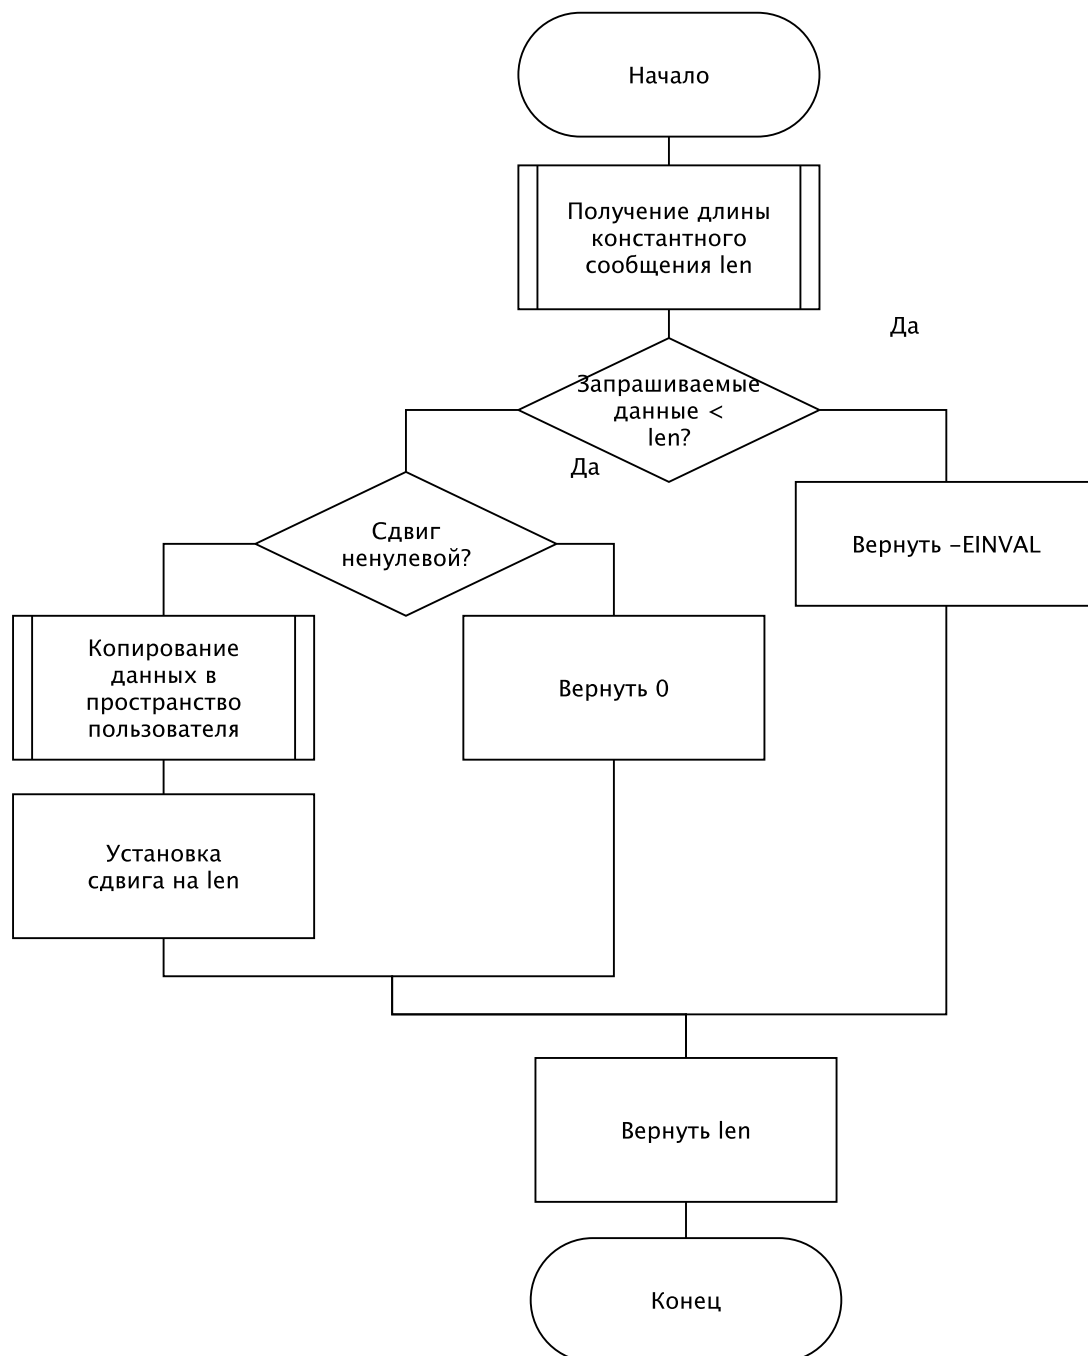 Начало
Получение длины
константного
сообщения len
Да
Запрашиваемые
данные <
len?
Да
Сдвиг
ненулевой?
Вернуть -EINVAL
Копирование
данных в
пространство
пользователя
Вернуть 0
Установка
сдвига на len
Вернуть len
Конец